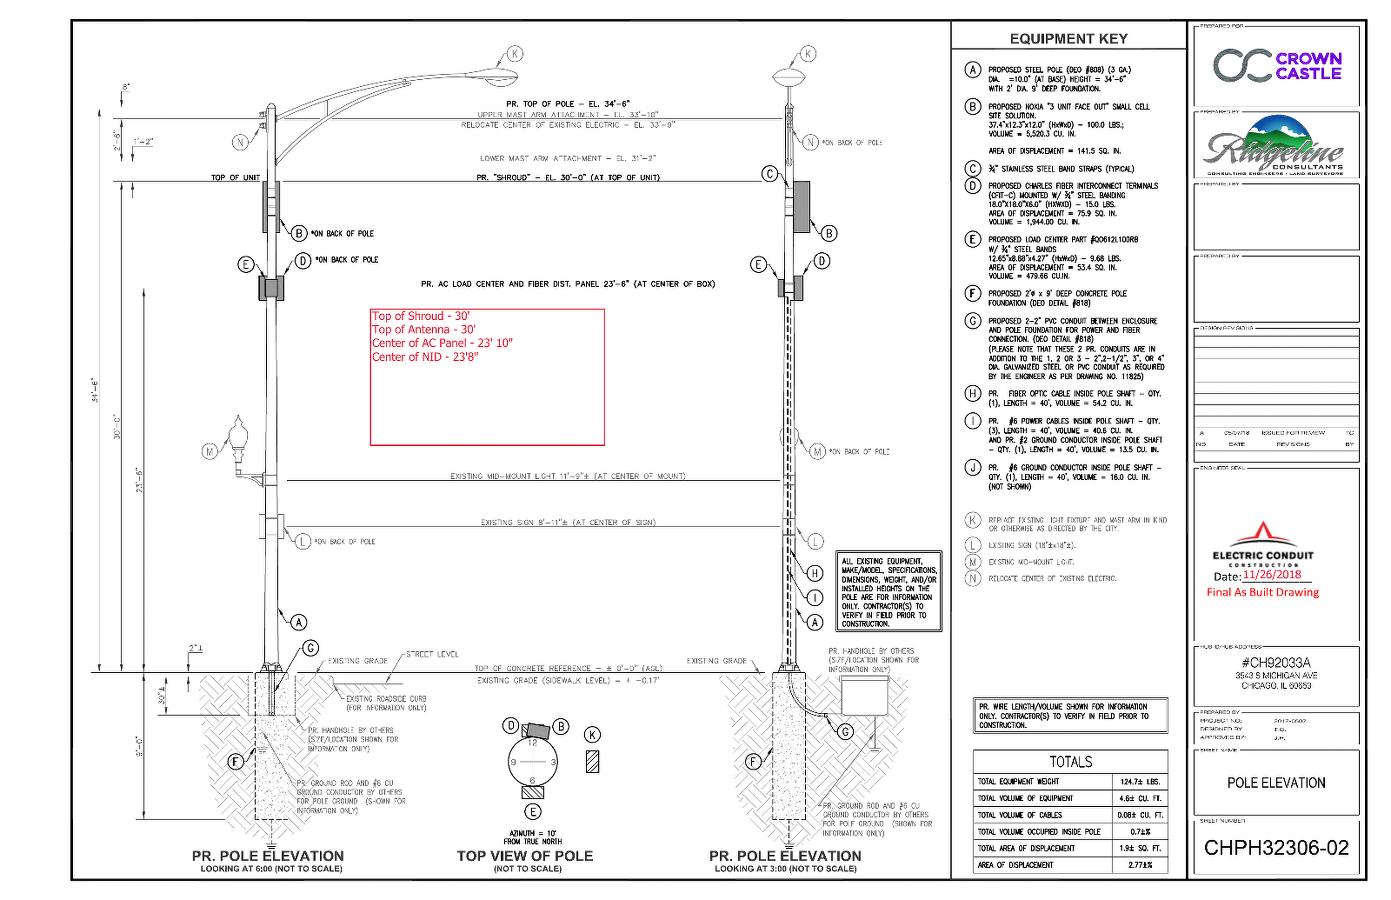 K
K
6"
2'-8"
1'-2"
PR. TOP OF POLE - EL. 34'-6"
UPPER MAST ARM ATTACHMENT - EL. 33'-10"
RELOCATE CENTER OF EXISTING ELECTRIC - EL. 33'-9"
N
N *ON BACK OF POLE
LOWER MAST ARM ATTACHMENT - EL. 31'-2"
TOP OF UNIT
PR. "SHROUD" - EL. 30'-0" (AT TOP OF UNIT)
C
B *ON BACK OF POLE
B
E
D *ON BACK OF POLE
E
D
PR. AC LOAD CENTER AND FIBER DIST. PANEL 23'-6" (AT CENTER OF BOX)
Top of Shroud - 30'
Top of Antenna - 30'
Center of AC Panel - 23' 10"
Center of NID - 23'8"
34'-6"
30'-0"
23'-6"
M
M *ON BACK OF POLE
EXISTING MID-MOUNT LIGHT 11'-9"± (AT CENTER OF MOUNT)
EXISTING SIGN 8'-11"± (AT CENTER OF SIGN)
L *ON BACK OF POLE
L
H
I
A
A
G
ALL EXISTING EQUIPMENT,
MAKE/MODEL, SPECIFICATIONS,
DIMENSIONS, WEIGHT, AND/OR
INSTALLED HEIGHTS ON THE
POLE ARE FOR INFORMATION
ONLY. CONTRACTOR(S) TO
VERIFY IN FIELD PRIOR TO
CONSTRUCTION.
2"±
30"±
9'-0"
EXISTING GRADE
STREET LEVEL
TOP OF CONCRETE REFERENCE - ± 0'-0" (AGL)
EXISTING GRADE (SIDEWALK LEVEL) = ± -0.17'
EXISTING GRADE
PR. HANDHOLE BY OTHERS
(SIZE/LOCATION SHOWN FOR
INFORMATION ONLY)
EXISTING ROADSIDE CURB
(FOR INFORMATION ONLY)
PR. HANDHOLE BY OTHERS
(SIZE/LOCATION SHOWN FOR
INFORMATION ONLY)
F
PR. GROUND ROD AND #6 CU
GROUND CONDUCTOR BY OTHERS
FOR POLE GROUND (SHOWN FOR
INFORMATION ONLY)
D
B
K
12
9
3
6
E
F
G
PR. GROUND ROD AND #6 CU
GROUND CONDUCTOR BY OTHERS
FOR POLE GROUND (SHOWN FOR
INFORMATION ONLY)
AZIMUTH = 10°
FROM TRUE NORTH
PR. POLE ELEVATION
LOOKING AT 6:00 (NOT TO SCALE)
TOP VIEW OF POLE
(NOT TO SCALE)
PR. POLE ELEVATION
LOOKING AT 3:00 (NOT TO SCALE)
EQUIPMENT KEY
A PROPOSED STEEL POLE (DEO #808) (3 GA.)
DIA. =10.0" (AT BASE) HEIGHT = 34'-6"
WITH 2' DIA. 9' DEEP FOUNDATION.
B PROPOSED NOKIA "3 UNIT FACE OUT" SMALL CELL
SITE SOLUTION.
37.4"x12.3"x12.0" (HxWxD) - 100.0 LBS.;
VOLUME = 5,520.3 CU. IN.
AREA OF DISPLACEMENT = 141.5 SQ. IN.
C ¾" STAINLESS STEEL BAND STRAPS (TYPICAL)
D PROPOSED CHARLES FIBER INTERCONNECT TERMINALS
(CFIT-C) MOUNTED W/ ¾" STEEL BANDING
18.0"X18.0"X6.0" (HXWXD) - 15.0 LBS.
AREA OF DISPLACEMENT = 75.9 SQ. IN.
VOLUME = 1,944.00 CU. IN.
E PROPOSED LOAD CENTER PART #QO612L100RB
W/ ¾" STEEL BANDS
12.65"x8.88"x4.27" (HxWxD) - 9.68 LBS.
AREA OF DISPLACEMENT = 53.4 SQ. IN.
VOLUME = 479.66 CU.IN.
F PROPOSED 2'ø x 9' DEEP CONCRETE POLE
FOUNDATION (DEO DETAIL #818)
G PROPOSED 2-2" PVC CONDUIT BETWEEN ENCLOSURE
AND POLE FOUNDATION FOR POWER AND FIBER
CONNECTION. (DEO DETAIL #818)
(PLEASE NOTE THAT THESE 2 PR. CONDUITS ARE IN
ADDITION TO THE 1, 2 OR 3 - 2",2-1/2", 3", OR 4"
DIA. GALVANIZED STEEL OR PVC CONDUIT AS REQUIRED
BY THE ENGINEER AS PER DRAWING NO. 11825)
H PR. FIBER OPTIC CABLE INSIDE POLE SHAFT - QTY.
(1), LENGTH = 40', VOLUME = 54.2 CU. IN.
I PR. #6 POWER CABLES INSIDE POLE SHAFT - QTY.
(3), LENGTH = 40', VOLUME = 40.6 CU. IN.
AND PR. #2 GROUND CONDUCTOR INSIDE POLE SHAFT
- QTY. (1), LENGTH = 40', VOLUME = 13.5 CU. IN.
J PR. #6 GROUND CONDUCTOR INSIDE POLE SHAFT -
QTY. (1), LENGTH = 40', VOLUME = 16.0 CU. IN.
(NOT SHOWN)
K REPLACE EXISTING LIGHT FIXTURE AND MAST ARM IN KIND
OR OTHERWISE AS DIRECTED BY THE CITY.
L EXISTING SIGN (18"±x18"±).
M EXISTING MID-MOUNT LIGHT.
N RELOCATE CENTER OF EXISTING ELECTRIC.
PR. WIRE LENGTH/VOLUME SHOWN FOR INFORMATION
ONLY. CONTRACTOR(S) TO VERIFY IN FIELD PRIOR TO
CONSTRUCTION.
TOTALS
TOTAL EQUIPMENT WEIGHT 124.7± LBS.
TOTAL VOLUME OF EQUIPMENT 4.6± CU. FT.
TOTAL VOLUME OF CABLES 0.08± CU. FT.
TOTAL VOLUME OCCUPIED INSIDE POLE 0.7±%
TOTAL AREA OF DISPLACEMENT 1.9± SQ. FT.
AREA OF DISPLACEMENT 2.77±%
PREPARED FOR
CROWN
CASTLE
PREPARED BY
Ridgeline
CONSULTANTS
CONSULTING ENGINEERS • LAND SURVEYORS
PREPARED BY
PREPARED BY
DESIGN REVISIONS
A 05/07/18 ISSUED FOR REVIEW TG
NO DATE REVISIONS BY
ENGINEER SEAL
ELECTRIC CONDUIT
CONSTRUCTION
Date: 11/26/2018
Final As Built Drawing
HUB ID/HUB ADDRESS
#CH92033A
3543 S MICHIGAN AVE
CHICAGO, IL 60653
PREPARED BY
PROJECT NO: 2017-0502
DESIGNED BY:
APPROVED BY:
SHEET NAME
POLE ELEVATION
SHEET NUMBER
CHPH32306-02